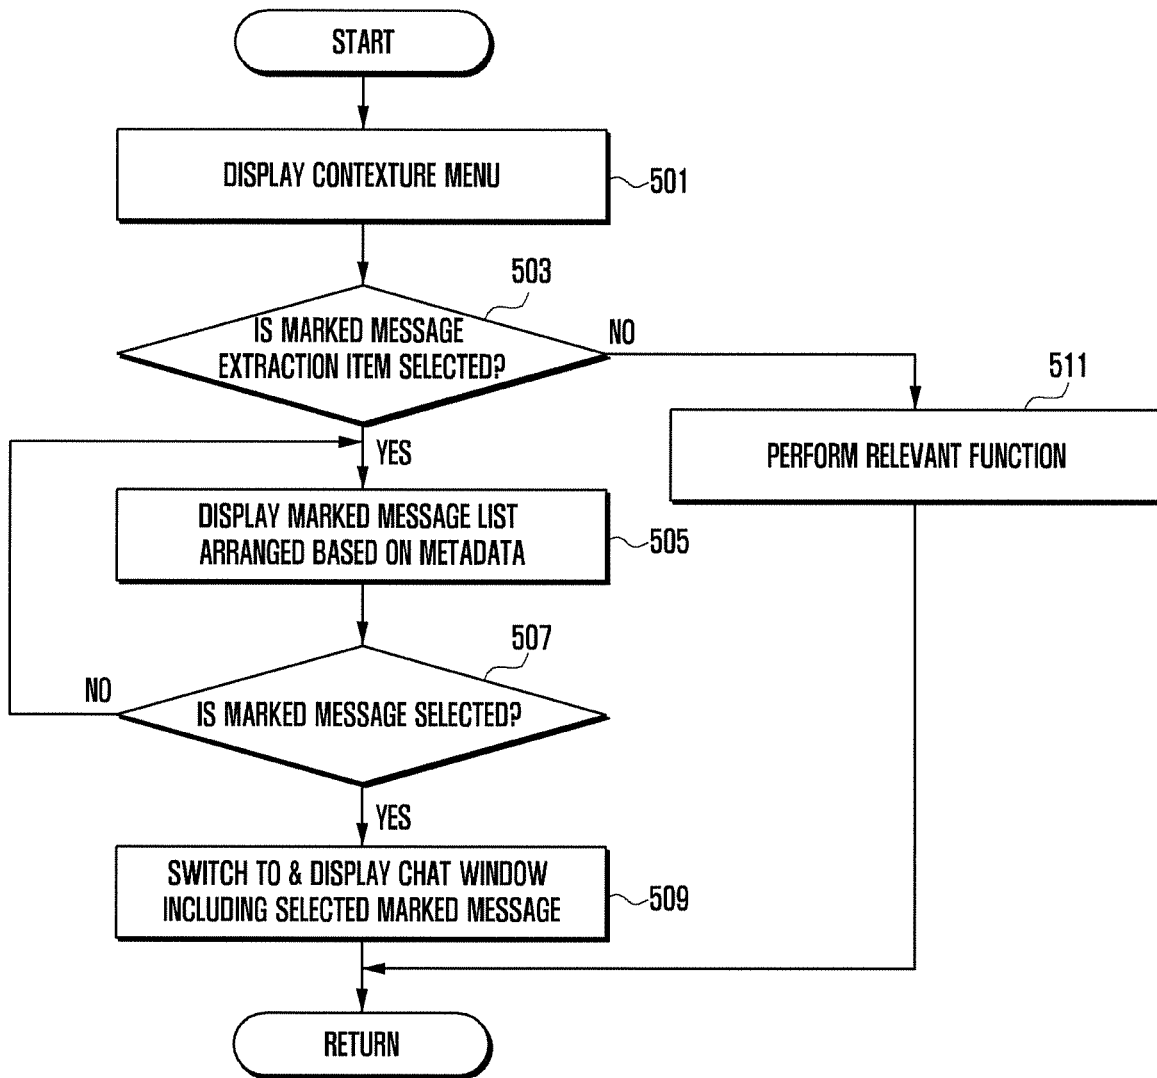 START
DISPLAY CONTEXTURE MENU
501
503
IS MARKED MESSAGE
EXTRACTION ITEM SELECTED?
NO
511
YES
PERFORM RELEVANT FUNCTION
DISPLAY MARKED MESSAGE LIST
ARRANGED BASED ON METADATA
505
507
NO
IS MARKED MESSAGE SELECTED?
YES
SWITCH TO & DISPLAY CHAT WINDOW
INCLUDING SELECTED MARKED MESSAGE
509
RETURN